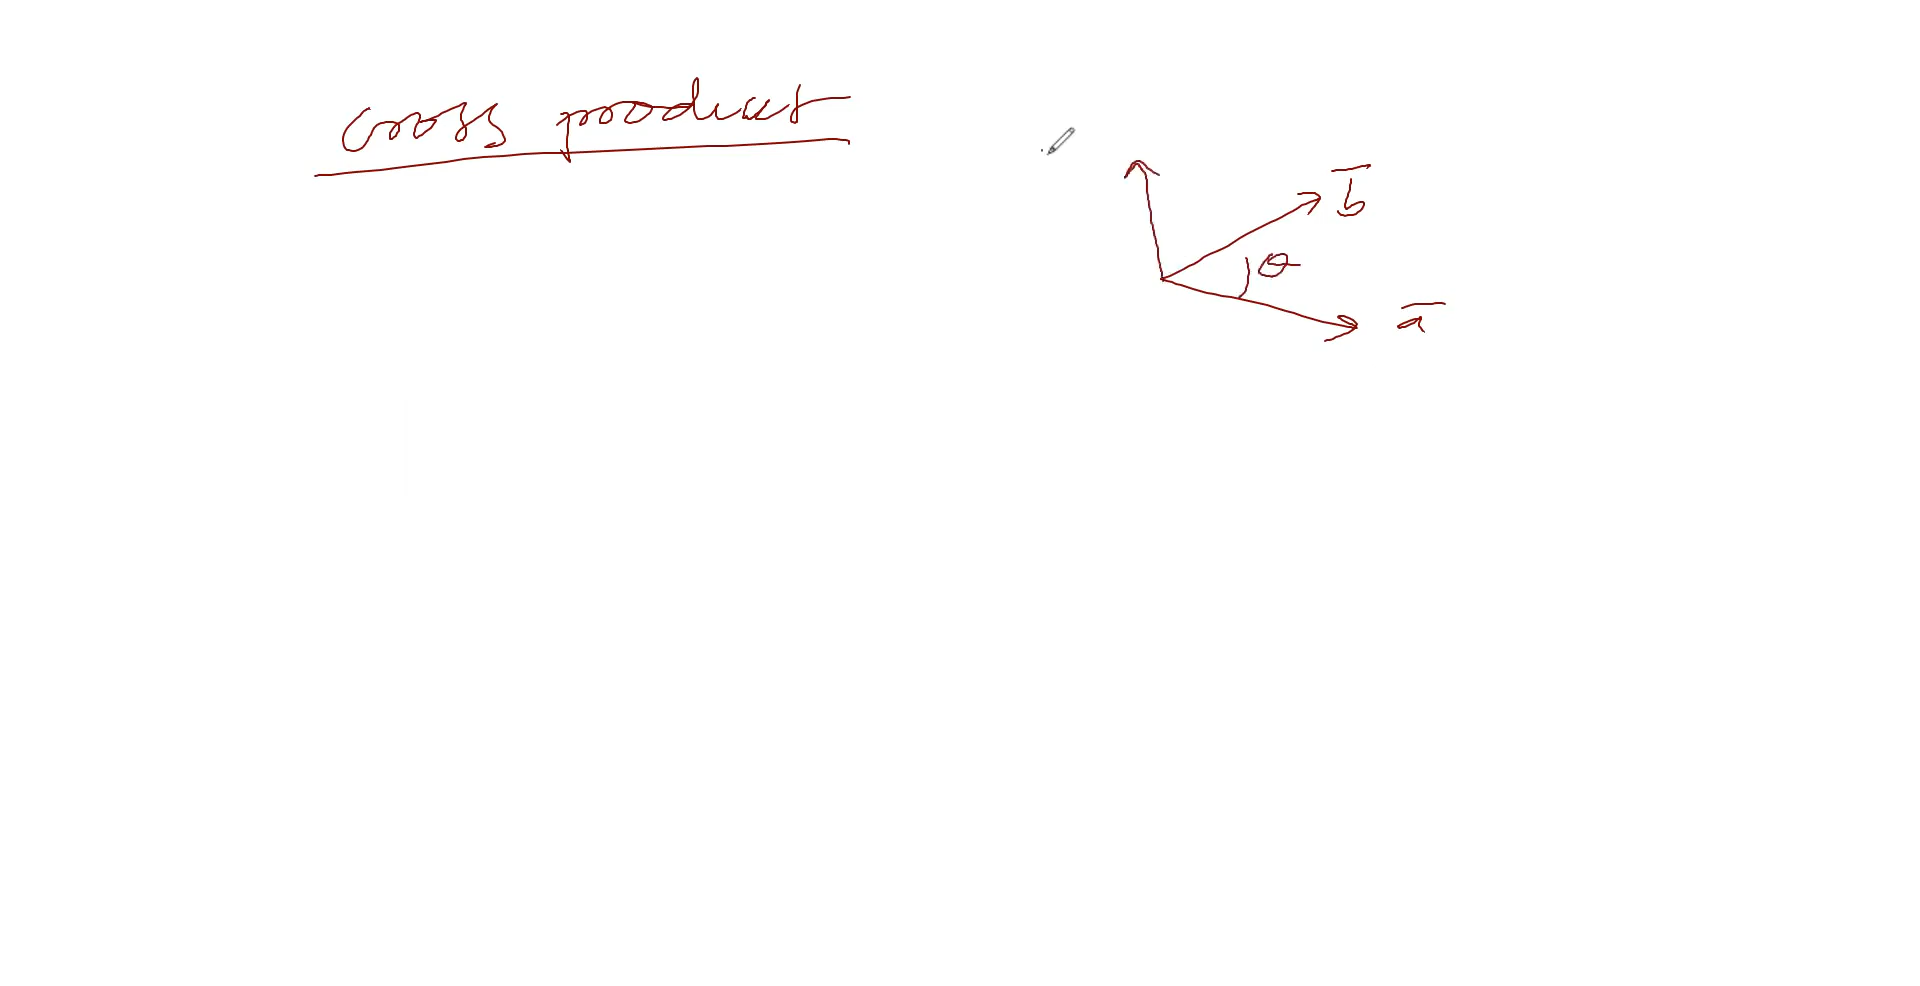 cross product
b̅
θ
a̅